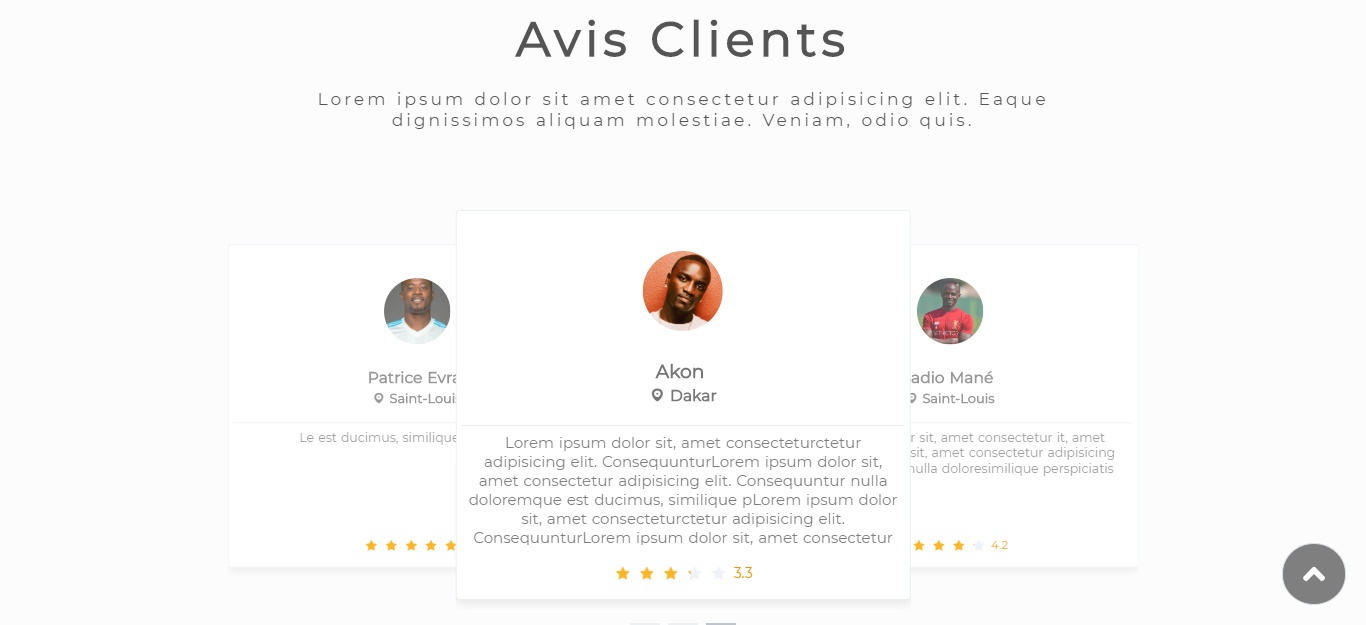 Avis Clients
Lorem ipsum dolor sit amet consectetur adipisicing elit. Eaque
dignissimos aliquam molestiae. Veniam, odio quis.
Patrice Evra
Saint-Louis
Le est ducimus, similique
Akon
Dakar
Lorem ipsum dolor sit, amet consecteturctetur
adipisicing elit. ConsequunturLorem ipsum dolor sit,
amet consectetur adipisicing elit. Consequuntur nulla
doloremque est ducimus, similique pLorem ipsum dolor
sit, amet consecteturctetur adipisicing elit.
ConsequunturLorem ipsum dolor sit, amet consectetur
3.3
adio Mané
Saint-Louis
r sit, amet consectetur it, amet
sit, amet consectetur adipisicing
nulla doloresimilique perspiciatis
4.2